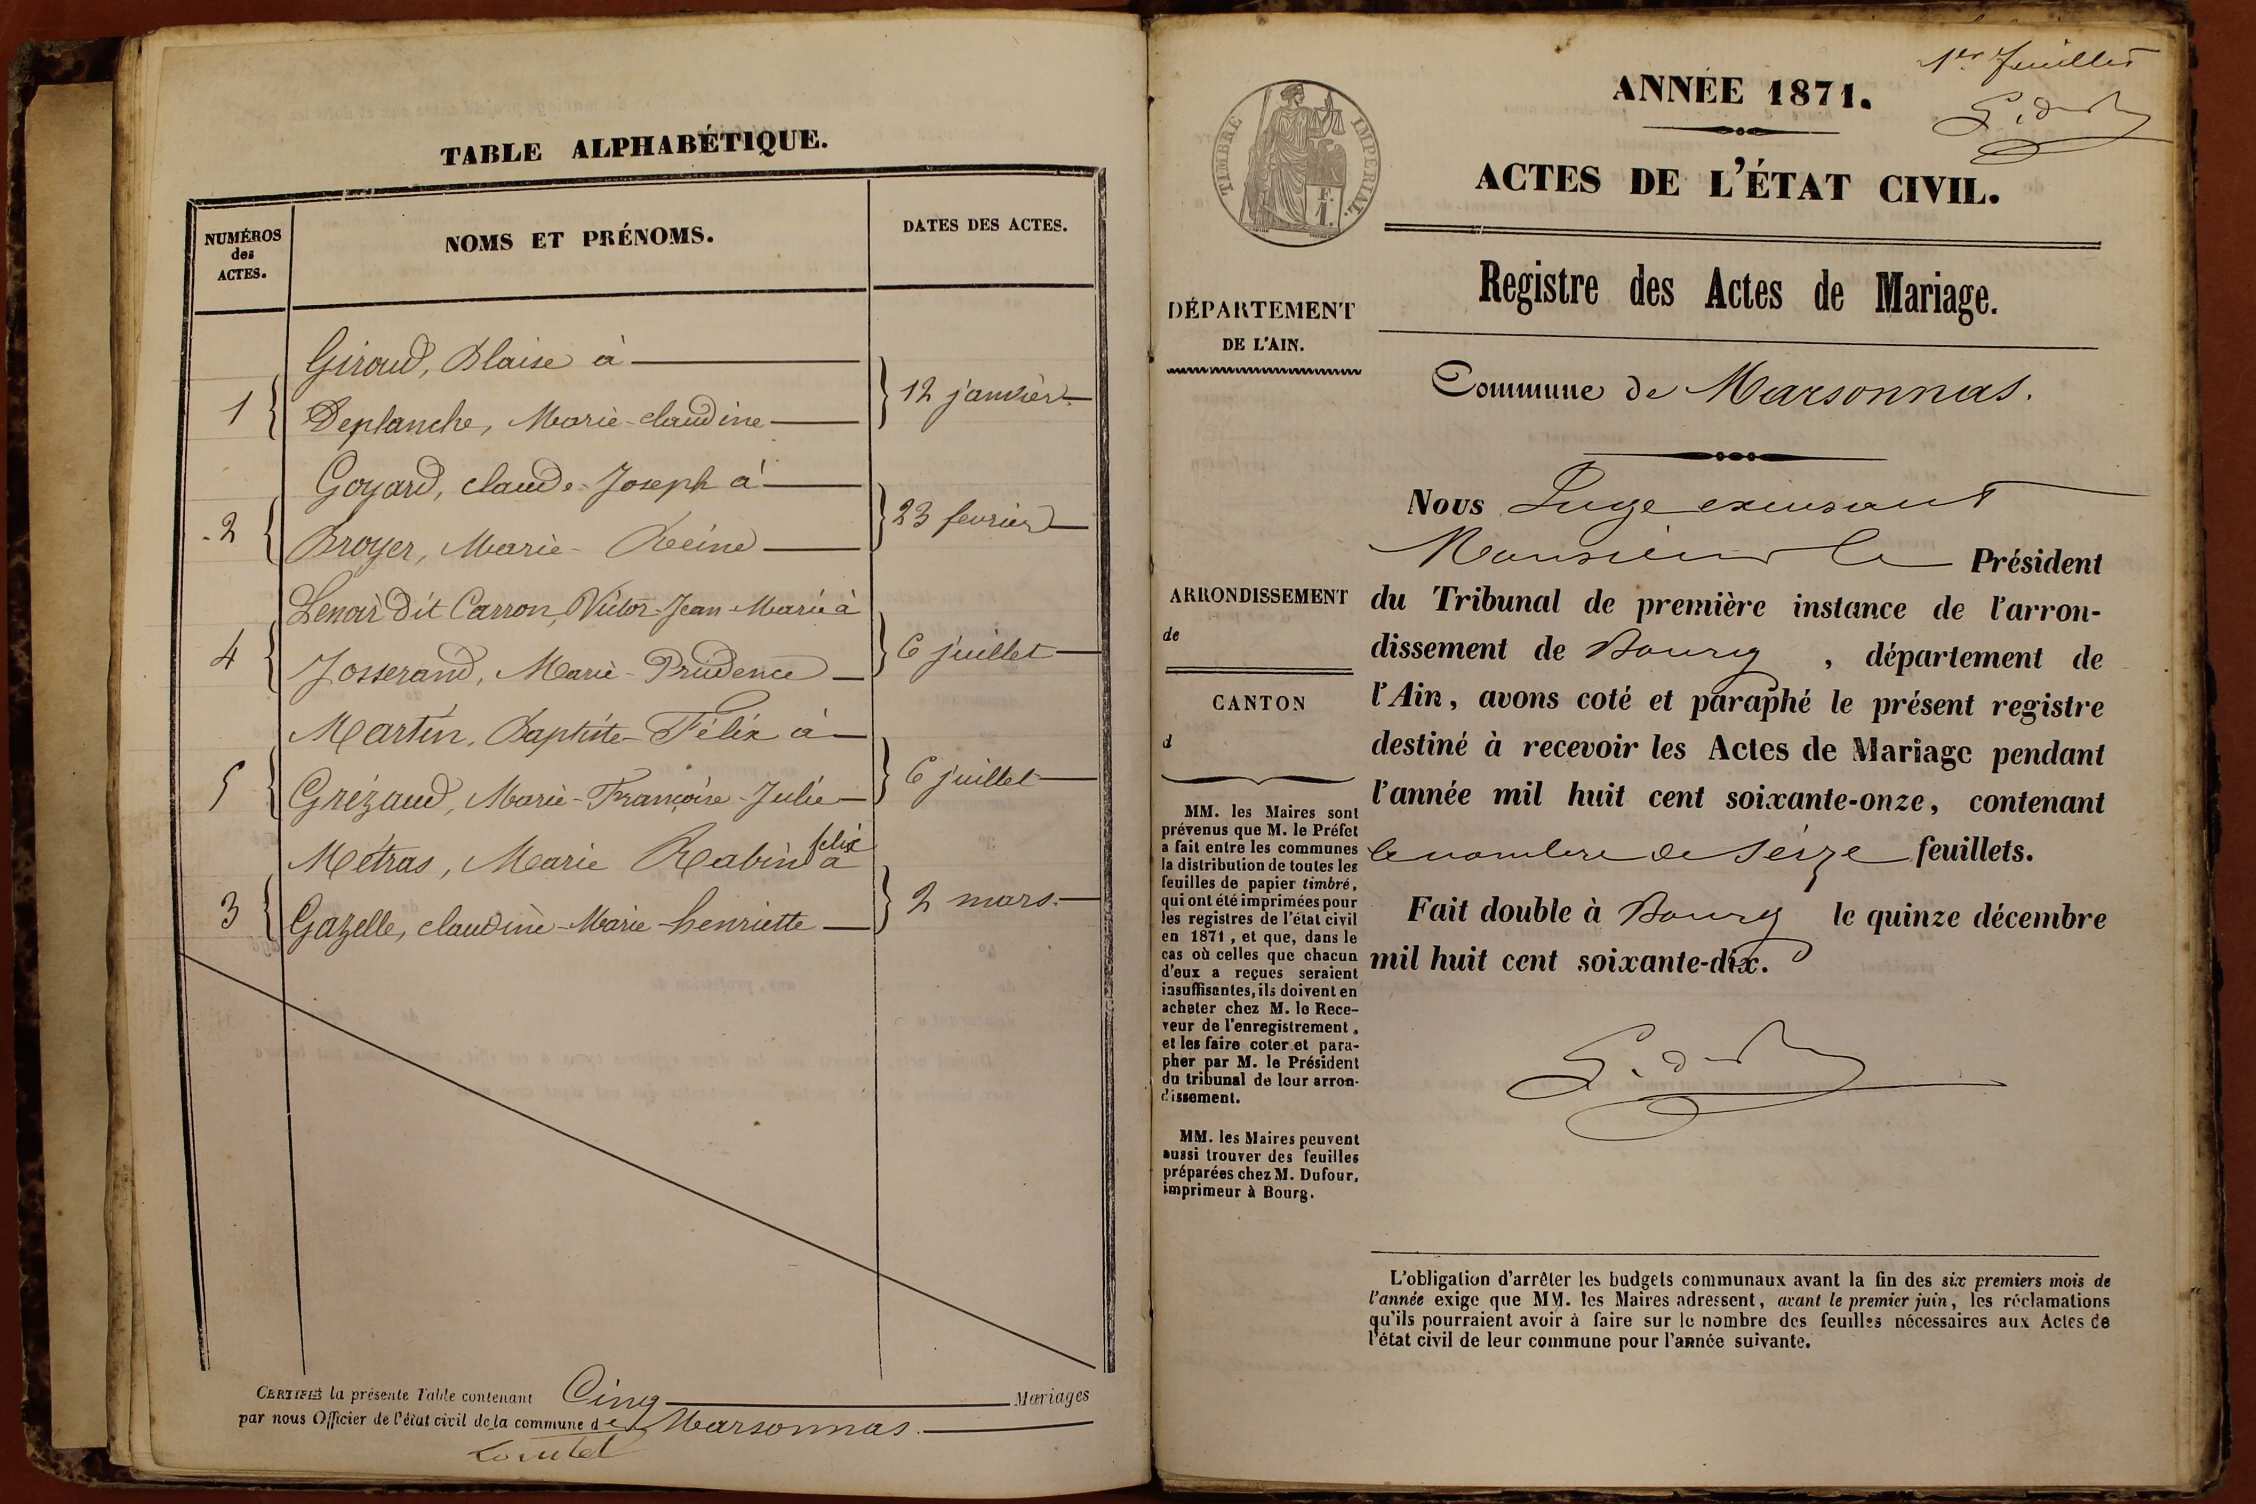 TABLE ALPHABÉTIQUE.
NUMÉROS
des
ACTES.
NOMS ET PRÉNOMS.
DATES DES ACTES.
Giroud, Blaise à
1
12 janvier
Deplanche, Marie-claudine
Goyard, claude-Joseph à
2
23 fevrier
Broyer, Marie-Reine
Lenoir dit Carron, Victor-Jean-Marie à
4
6 juillet
Josserand, Marie-Prudence
Martin, Baptiste-Félix à
5
6 juillet
Grézaud, Marie-Françoise-Julie
félix
Metras, Marie Rabin à
3
2 mars.
Gazelle, claudine-Marie-henriette
CERTIFIÉ la présente Table contenant Cinq Mariages
par nous Officier de l'état civil de la commune de Marsonnas.
1er feuillet
ANNÉE 1871.
TIMBRE IMPÉRIAL.
F.
1.
ACTES DE L'ÉTAT CIVIL.
Registre des Actes de Mariage.
DÉPARTEMENT
DE L'AIN.
Commune de Marsonnas.
Nous Juge
Monsieur le Président
ARRONDISSEMENT
de
CANTON
d
du Tribunal de première instance de l'arron-
dissement de Bourg, département de
l'Ain, avons coté et paraphé le présent registre
destiné à recevoir les Actes de Mariage pendant
l'année mil huit cent soixante-onze, contenant
le nombre de seize feuillets.
Fait double à Bourg le quinze décembre
mil huit cent soixante-dix.
MM. les Maires sont
prévenus que M. le Préfet
a fait entre les communes
la distribution de toutes les
feuilles de papier timbré,
qui ont été imprimées pour
les registres de l'état civil
en 1871, et que, dans le
cas où celles que chacun
d'eux a reçues seraient
insuffisantes, ils doivent en
acheter chez M. le Rece-
veur de l'enregistrement,
et les faire coter et para-
pher par M. le Président
du tribunal de leur arron-
dissement.
MM. les Maires peuvent
aussi trouver des feuilles
préparées chez M. Dufour,
imprimeur à Bourg.
L'obligation d'arrêter les budgets communaux avant la fin des six premiers mois de
l'année exige que MM. les Maires adressent, avant le premier juin, les réclamations
qu'ils pourraient avoir à faire sur le nombre des feuilles nécessaires aux Actes de
l'état civil de leur commune pour l'année suivante.